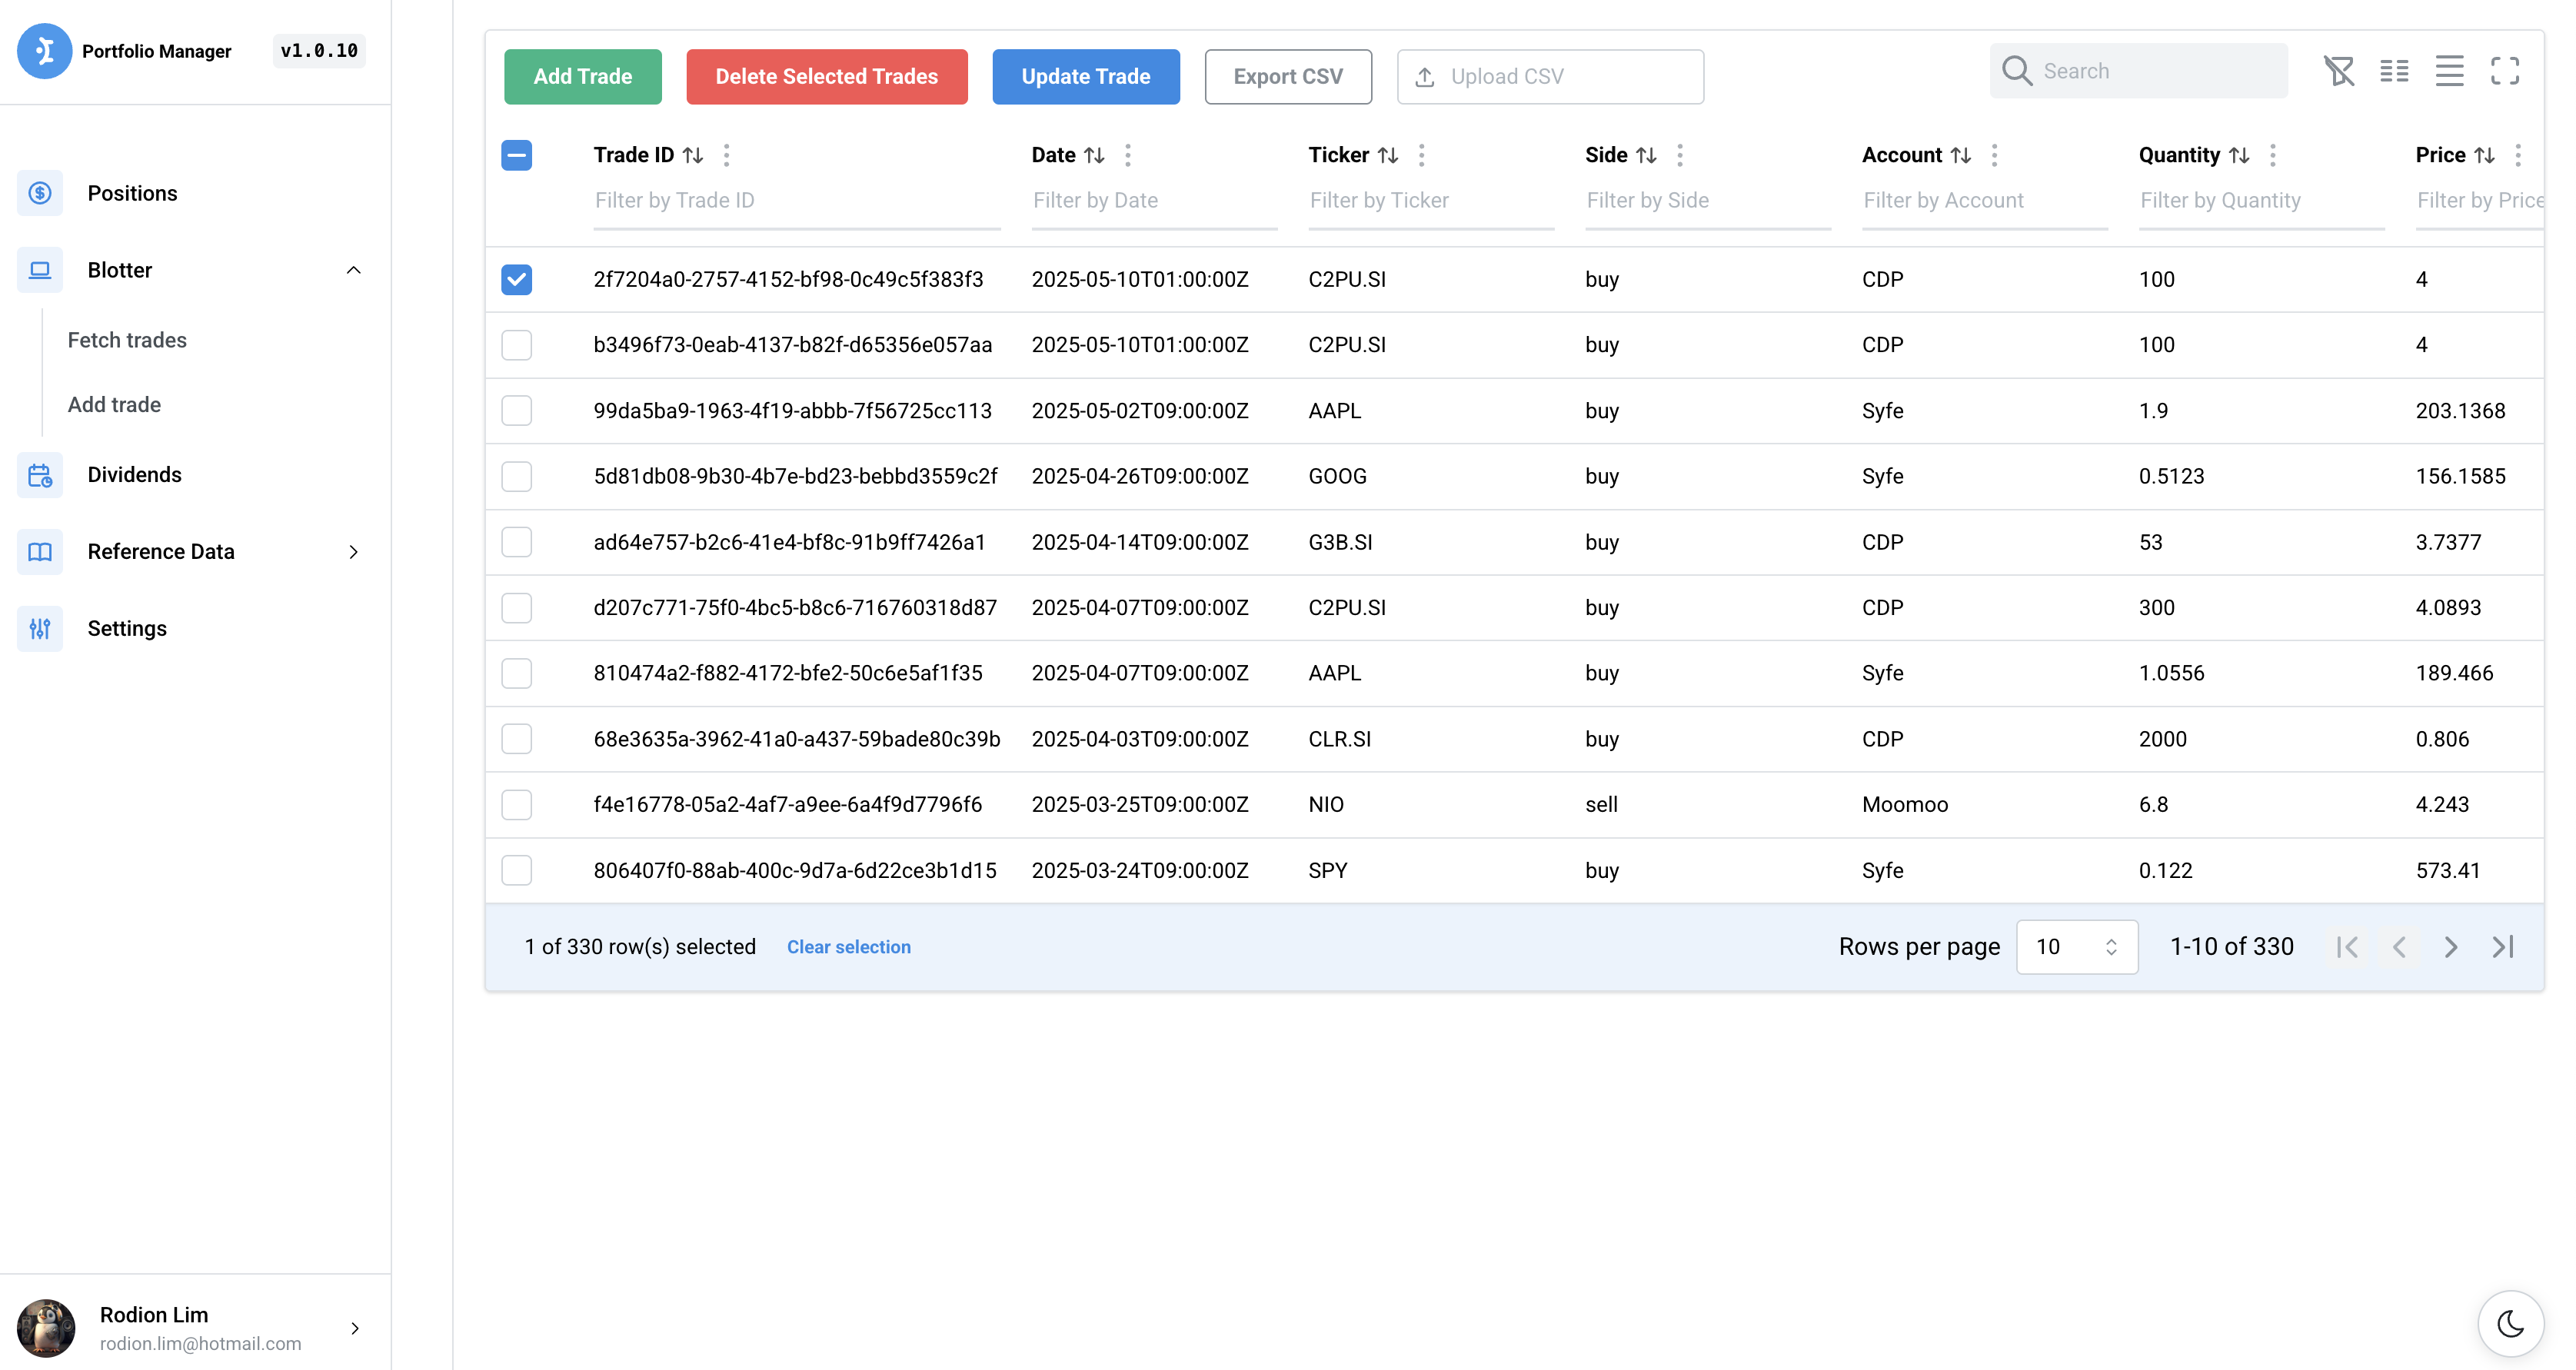 Portfolio Manager v1.0.10
Positions
Blotter
Fetch trades
Add trade
Dividends
Reference Data
Settings
Rodion Lim
rodion.lim@hotmail.com
Add Trade Delete Selected Trades Update Trade Export CSV Upload CSV Search
Trade ID Date Ticker Side Account Quantity Price
Filter by Trade ID Filter by Date Filter by Ticker Filter by Side Filter by Account Filter by Quantity Filter by Price
2f7204a0-2757-4152-bf98-0c49c5f383f3 2025-05-10T01:00:00Z C2PU.SI buy CDP 100 4
b3496f73-0eab-4137-b82f-d65356e057aa 2025-05-10T01:00:00Z C2PU.SI buy CDP 100 4
99da5ba9-1963-4f19-abbb-7f56725cc113 2025-05-02T09:00:00Z AAPL buy Syfe 1.9 203.1368
5d81db08-9b30-4b7e-bd23-bebbd3559c2f 2025-04-26T09:00:00Z GOOG buy Syfe 0.5123 156.1585
ad64e757-b2c6-41e4-bf8c-91b9ff7426a1 2025-04-14T09:00:00Z G3B.SI buy CDP 53 3.7377
d207c771-75f0-4bc5-b8c6-716760318d87 2025-04-07T09:00:00Z C2PU.SI buy CDP 300 4.0893
810474a2-f882-4172-bfe2-50c6e5af1f35 2025-04-07T09:00:00Z AAPL buy Syfe 1.0556 189.466
68e3635a-3962-41a0-a437-59bade80c39b 2025-04-03T09:00:00Z CLR.SI buy CDP 2000 0.806
f4e16778-05a2-4af7-a9ee-6a4f9d7796f6 2025-03-25T09:00:00Z NIO sell Moomoo 6.8 4.243
806407f0-88ab-400c-9d7a-6d22ce3b1d15 2025-03-24T09:00:00Z SPY buy Syfe 0.122 573.41
1 of 330 row(s) selected Clear selection Rows per page 10 1-10 of 330